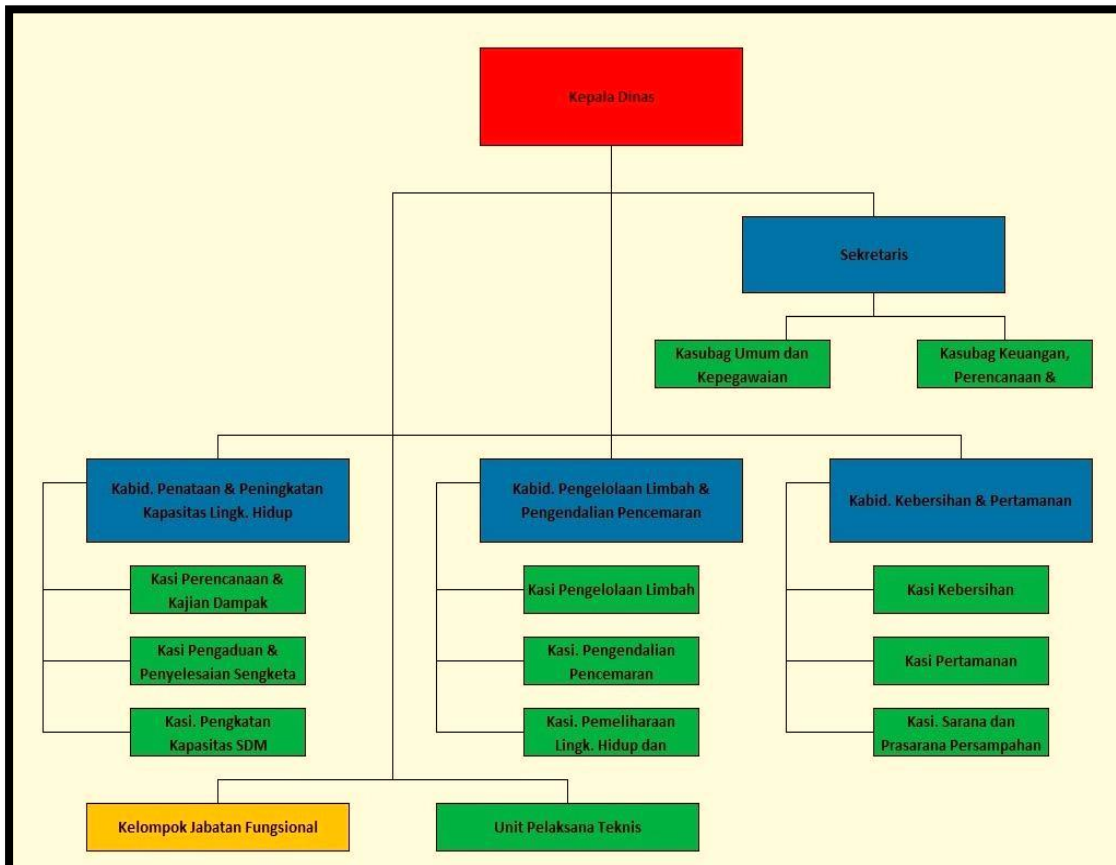 Kepala Dinas
Sekretaris
Kasubag Umum dan
Kepegawaian
Kasubag Keuangan,
Perencanaan &
Kabid. Penataan & Peningkatan
Kapasitas Lingk. Hidup
Kabid. Pengelolaan Limbah &
Pengendalian Pencemaran
Kabid. Kebersihan & Pertamanan
Kasi Perencanaan &
Kajian Dampak
Kasi Pengaduan &
Penyelesaian Sengketa
Kasi. Pengkatan
Kapasitas SDM
Kasi Pengelolaan Limbah
Kasi. Pengendalian
Pencemaran
Kasi. Pemeliharaan
Lingk. Hidup dan
Kasi Kebersihan
Kasi Pertamanan
Kasi. Sarana dan
Prasarana Persampahan
Kelompok Jabatan Fungsional
Unit Pelaksana Teknis